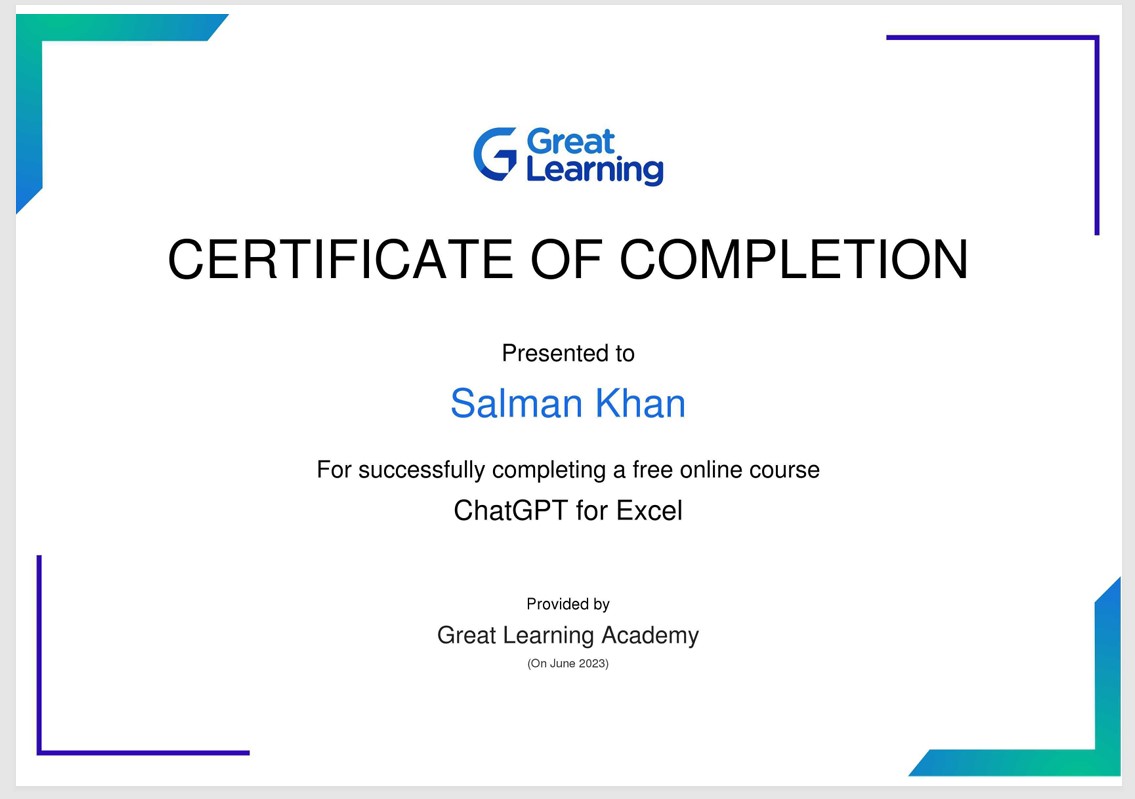 Great
Learning
CERTIFICATE OF COMPLETION
Presented to
Salman Khan
For successfully completing a free online course
ChatGPT for Excel
Provided by
Great Learning Academy
(On June 2023)